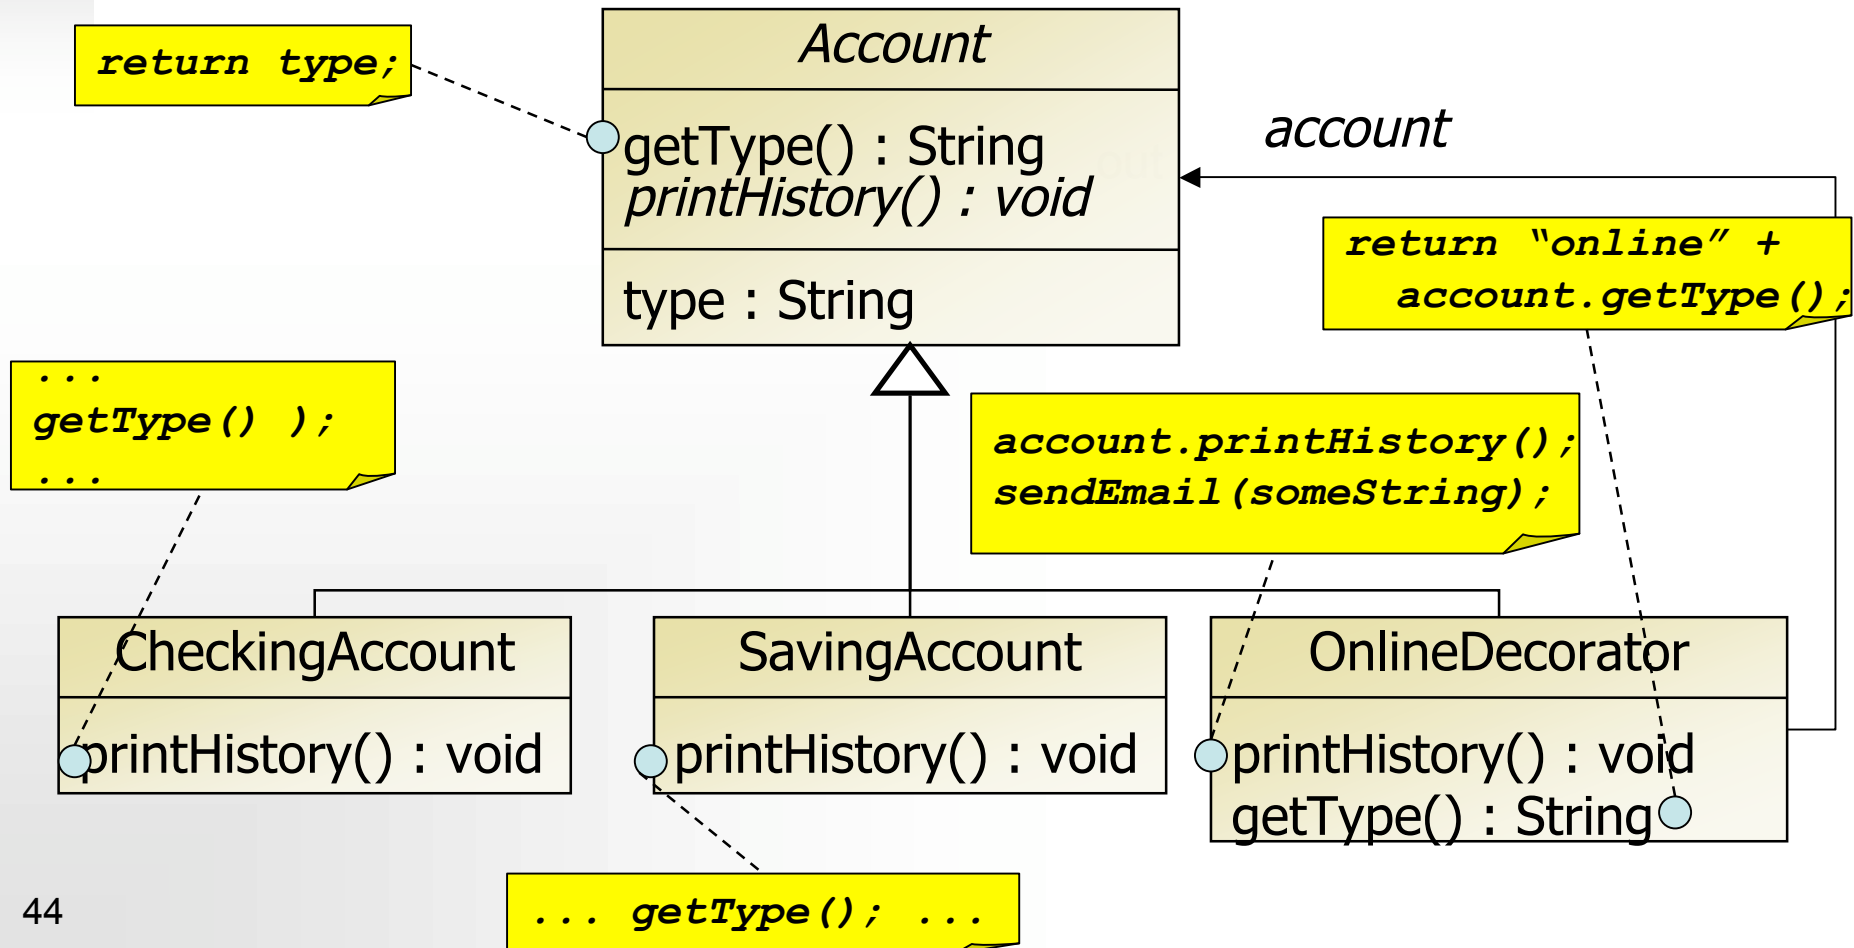 return type;
Account
getType() : String
printHistory() : void
type : String
account
return “online” +
account.getType();
...
getType() );
...
account.printHistory();
sendEmail(someString);
CheckingAccount
printHistory() : void
SavingAccount
printHistory() : void
OnlineDecorator
printHistory() : void
getType() : String
... getType(); ...
44